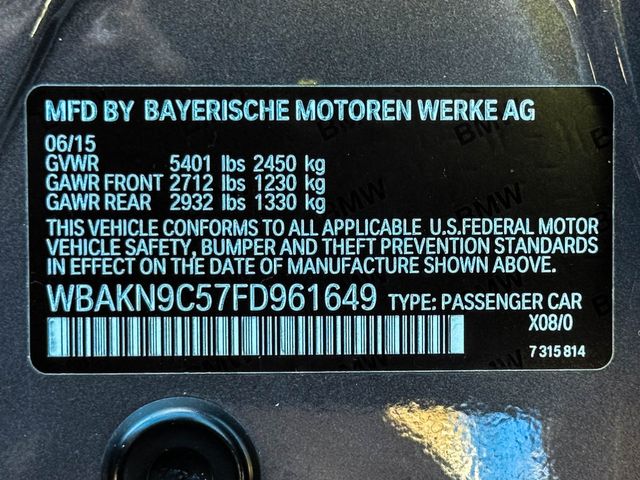 MFD BY BAYERISCHE MOTOREN WERKE AG
06/15
GVWR 5401 lbs 2450 kg
GAWR FRONT 2712 lbs 1230 kg
GAWR REAR 2932 lbs 1330 kg
THIS VEHICLE CONFORMS TO ALL APPLICABLE U.S.FEDERAL MOTOR
VEHICLE SAFETY, BUMPER AND THEFT PREVENTION STANDARDS
IN EFFECT ON THE DATE OF MANUFACTURE SHOWN ABOVE.
WBAKN9C57FD961649 TYPE: PASSENGER CAR
X08/0
7 315 814